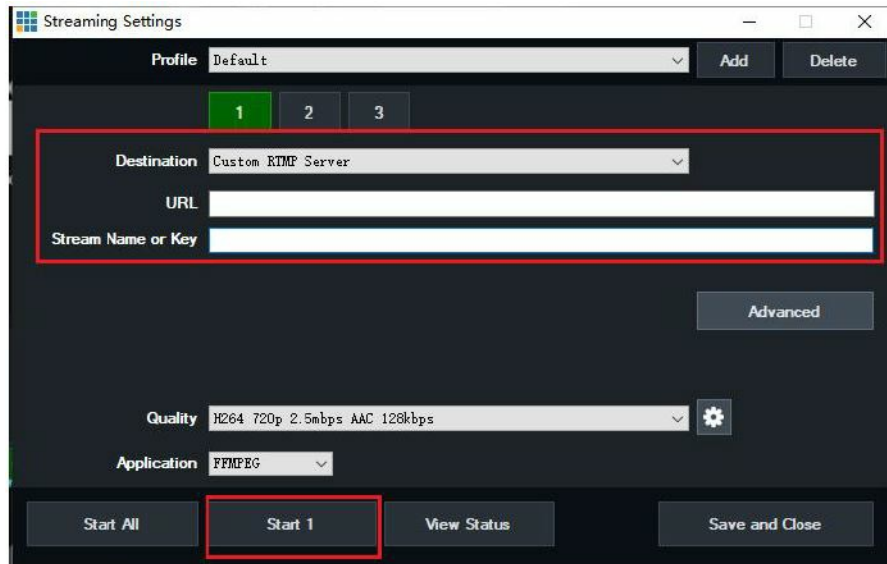 Streaming Settings
Profile Default Add Delete
1 2 3
Destination Custom RTMP Server
URL
Stream Name or Key
Advanced
Quality H264 720p 2.5mbps AAC 128kbps
Application FFMPEG
Start All Start 1 View Status Save and Close